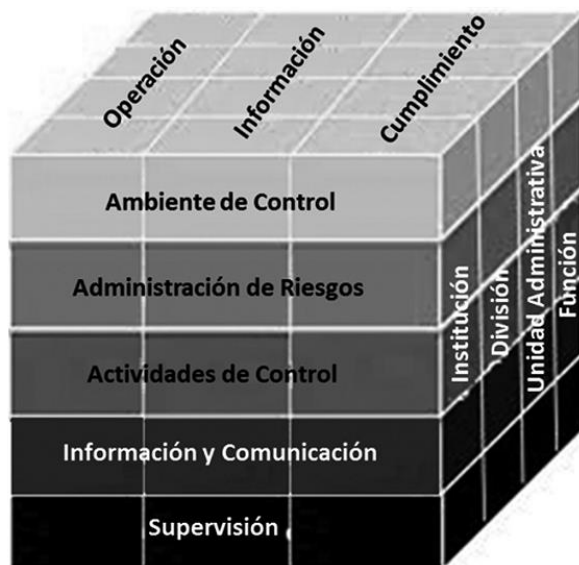 Operación
Información
Cumplimiento
Ambiente de Control
Administración de Riesgos
Actividades de Control
Información y Comunicación
Supervisión
Institución
División
Unidad Administrativa
Función